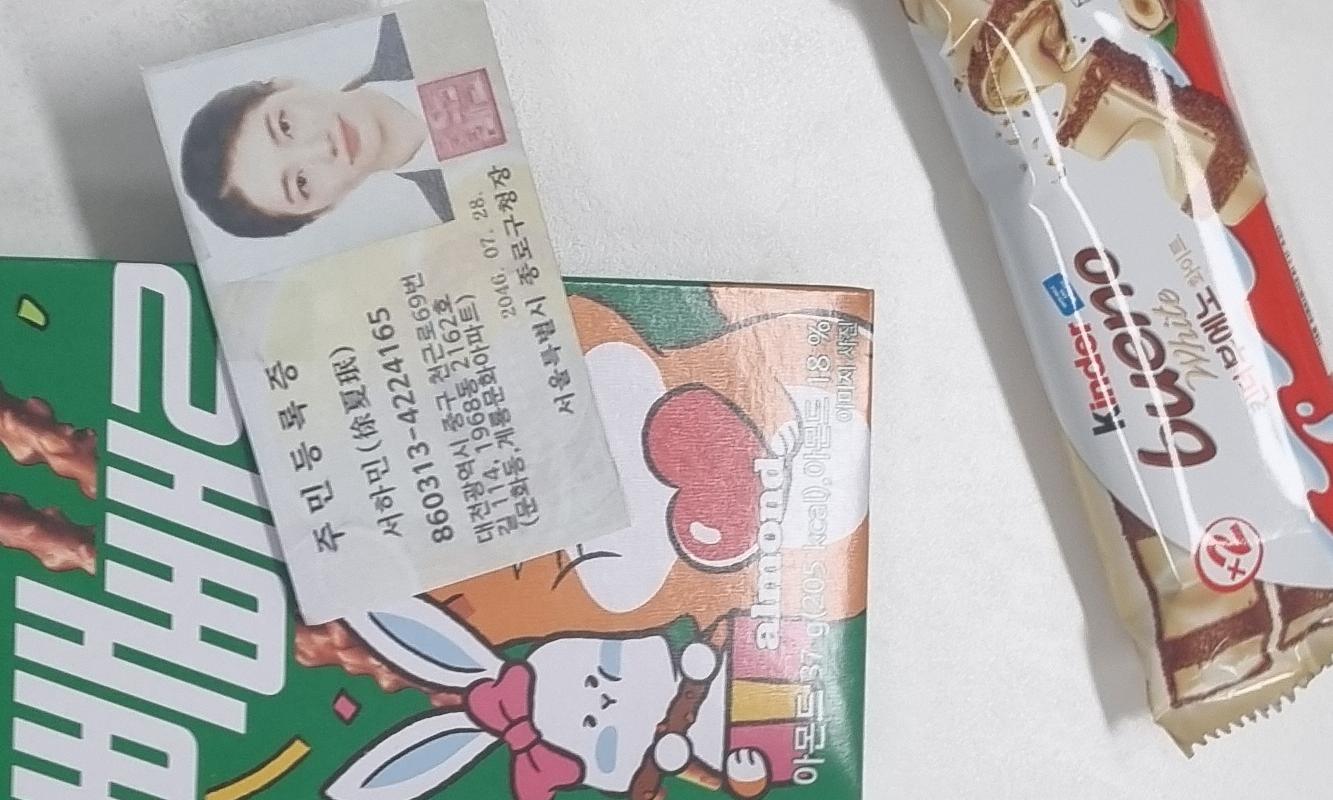 주민등록증
서하민(徐夏珉)
860313-4224165
대전광역시 중구 천근로69번
길 114, 1968동 2162호
(문화동,계룡문화아파트)
2046. 07. 28.
서울특별시 종로구청장
빼빼로
almond
아몬드 37 g(205 kcal), 아몬드 18 %
이미지 사진
Kinder
bueno
White
킨더 부에노 화이트
+2